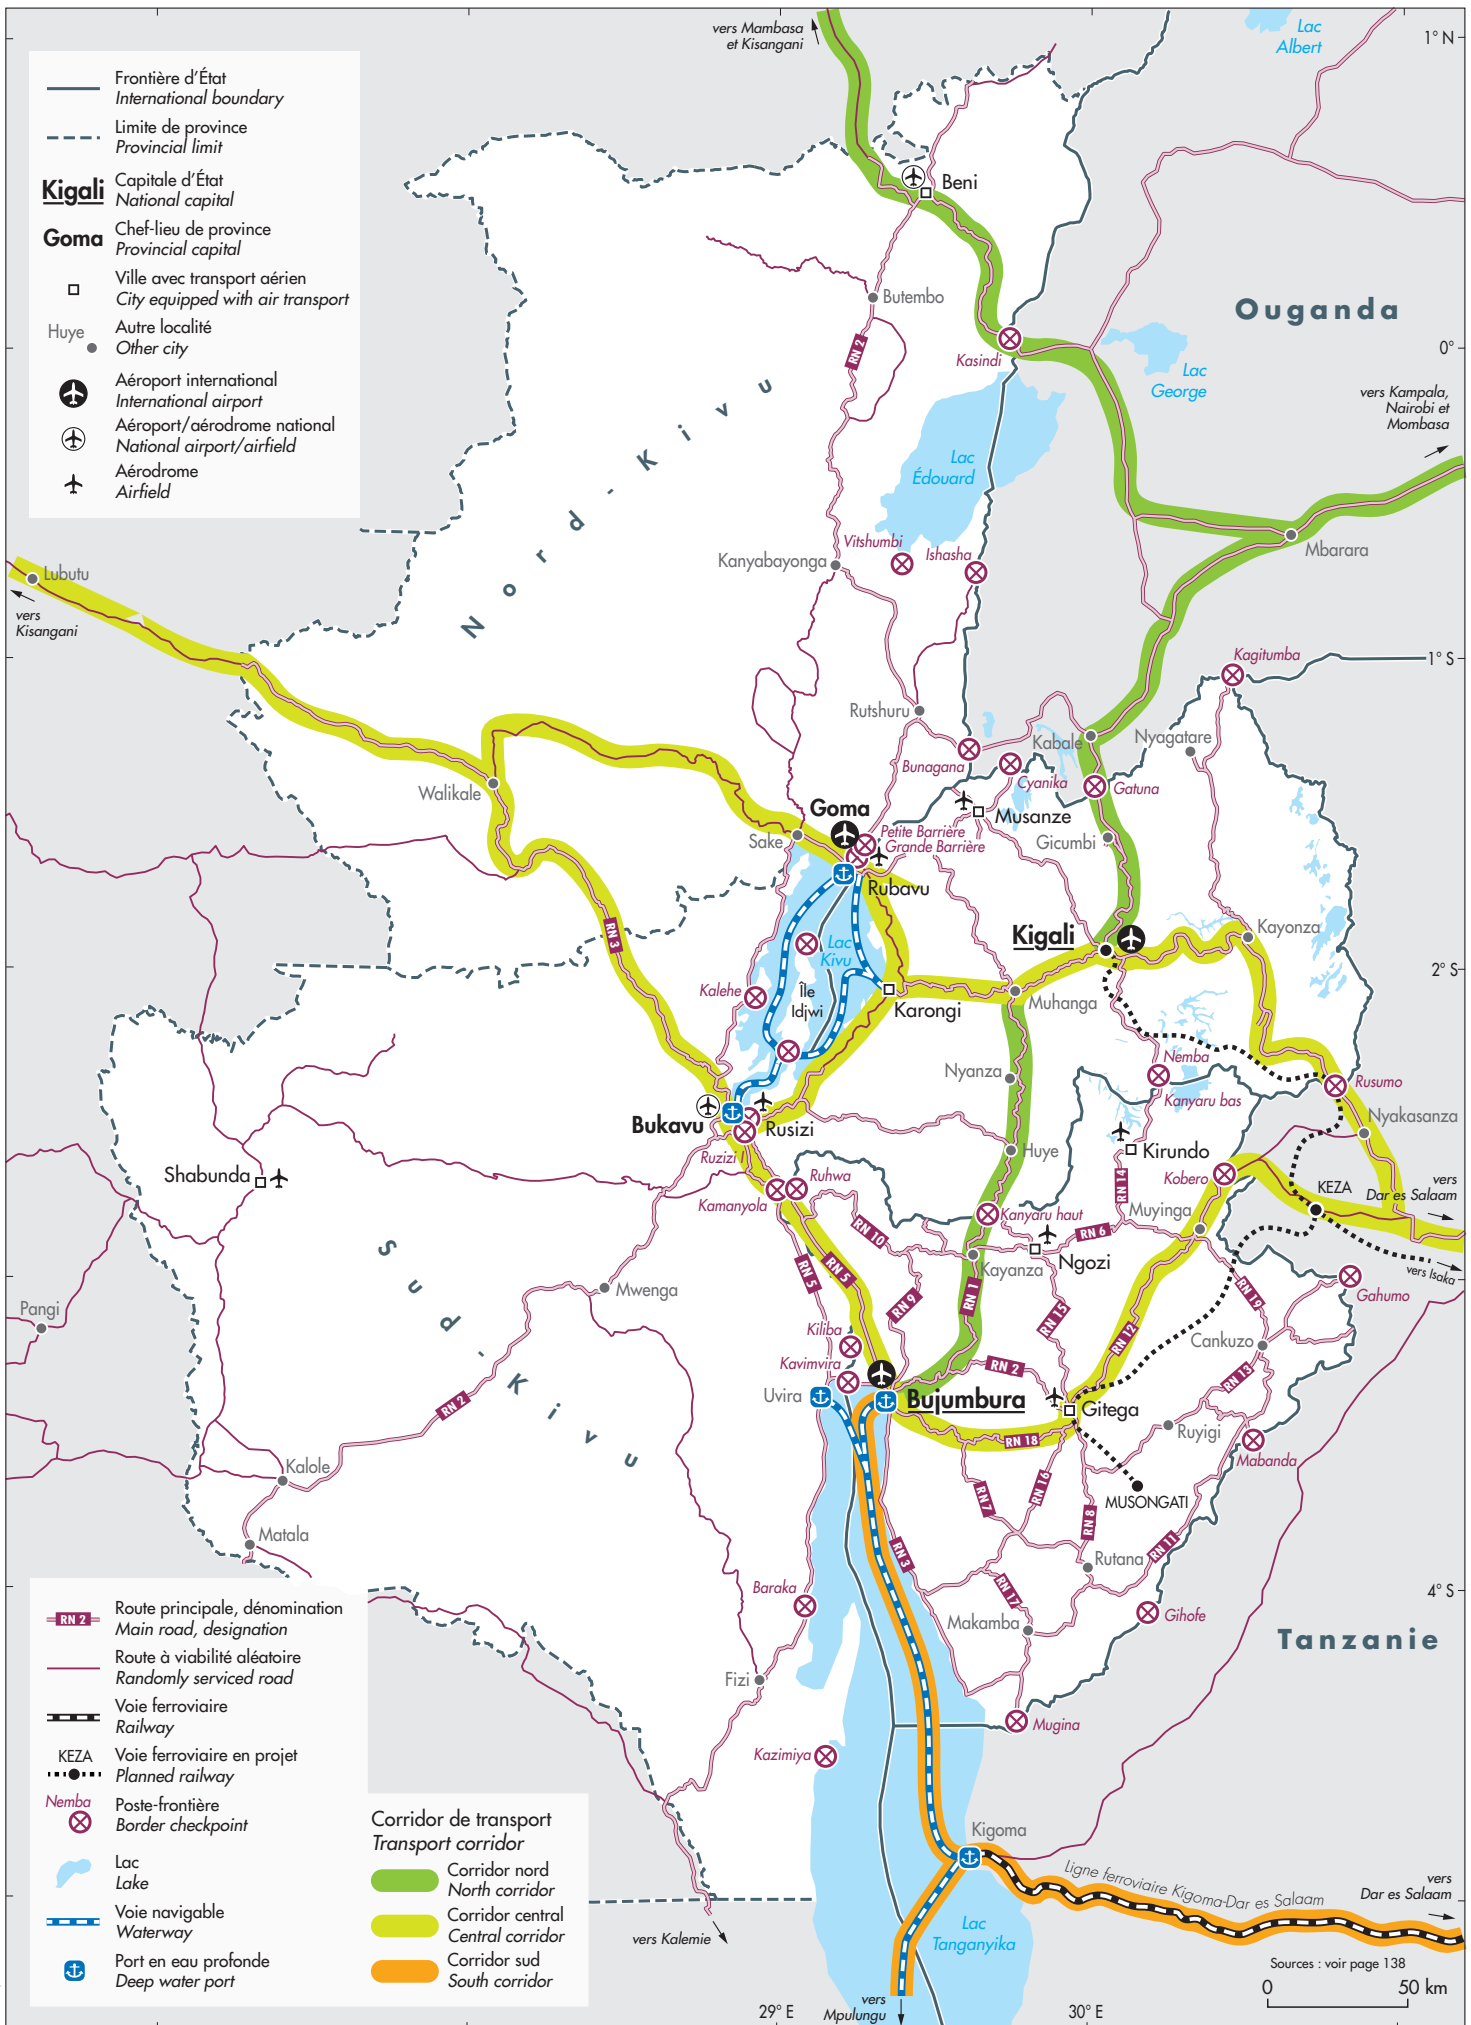 Frontière d'État
International boundary
Limite de province
Provincial limit
Kigali
Capitale d'État
National capital
Goma
Chef-lieu de province
Provincial capital
Ville avec transport aérien
City equipped with air transport
Huye
Autre localité
Other city
Aéroport international
International airport
Aéroport/aérodrome national
National airport/airfield
Aérodrome
Airfield
vers Mambasa
et Kisangani
Lac
Albert
1° N
Beni
Butembo
RN 2
Ouganda
Kasindi
Lac
George
0°
vers Kampala,
Nairobi et
Mombasa
Nord-Kivu
Lac
Édouard
Vitshumbi
Ishasha
Kanyabayonga
Mbarara
Lubutu
vers
Kisangani
Kagitumba
1° S
Rutshuru
Kabale
Nyagatare
Bunagana
Cyanika
Gatuna
Walikale
Goma
Musanze
Sake
Petite Barrière
Grande Barrière
Gicumbi
Rubavu
RN 3
Kigali
Kayonza
Lac
Kivu
2° S
Kalehe
Île
Idjwi
Karongi
Muhanga
Nyanza
Nemba
Kanyaru bas
Rusumo
Bukavu
Rusizi
Nyakasanza
Ruzizi I
Huye
Kirundo
Shabunda
Ruhwa
Kamanyola
RN 14
Kobero
KEZA
vers
Dar es Salaam
Kanyaru haut
Muyinga
RN 10
RN 6
Ngozi
Kayanza
vers Isaka
RN 5
RN 5
Sud-Kivu
Mwenga
RN 9
RN 1
RN 15
RN 19
Gahumo
Pangi
Kiliba
RN 12
Cankuzo
Kavimvira
RN 2
RN 13
Uvira
Bujumbura
Gitega
RN 2
Ruyigi
RN 18
Mabanda
Kalole
RN 7
RN 16
MUSONGATI
RN 8
Matala
RN 3
Rutana
RN 11
Baraka
RN 17
Gihofe
Makamba
4° S
Tanzanie
Fizi
Mugina
Kazimiya
Kigoma
Ligne ferroviaire Kigoma-Dar es Salaam
vers
Dar es Salaam
Lac
Tanganyika
vers Kalemie
vers
Mpulungu
29° E
30° E
Sources : voir page 138
0
50 km
RN 2
Route principale, dénomination
Main road, designation
Route à viabilité aléatoire
Randomly serviced road
Voie ferroviaire
Railway
KEZA
Voie ferroviaire en projet
Planned railway
Nemba
Poste-frontière
Border checkpoint
Lac
Lake
Voie navigable
Waterway
Port en eau profonde
Deep water port
Corridor de transport
Transport corridor
Corridor nord
North corridor
Corridor central
Central corridor
Corridor sud
South corridor